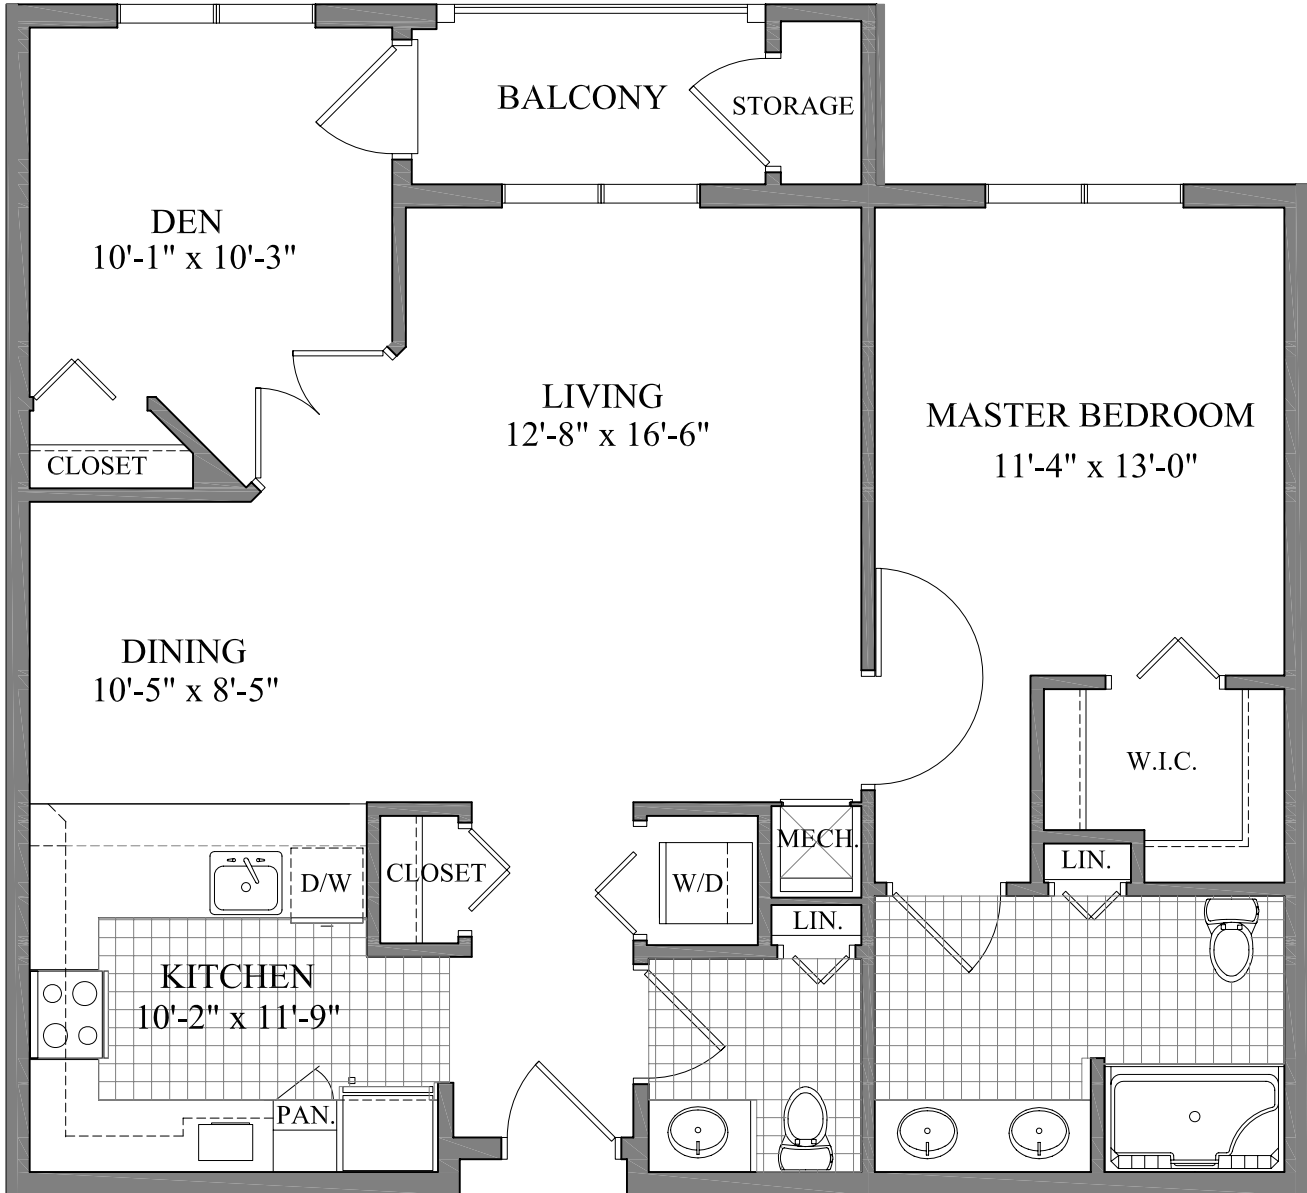 BALCONY
STORAGE
DEN
10'-1" x 10'-3"
LIVING
12'-8" x 16'-6"
MASTER BEDROOM
11'-4" x 13'-0"
CLOSET
DINING
10'-5" x 8'-5"
W.I.C.
MECH.
LIN.
D/W
CLOSET
W/D
LIN.
KITCHEN
10'-2" x 11'-9"
PAN.